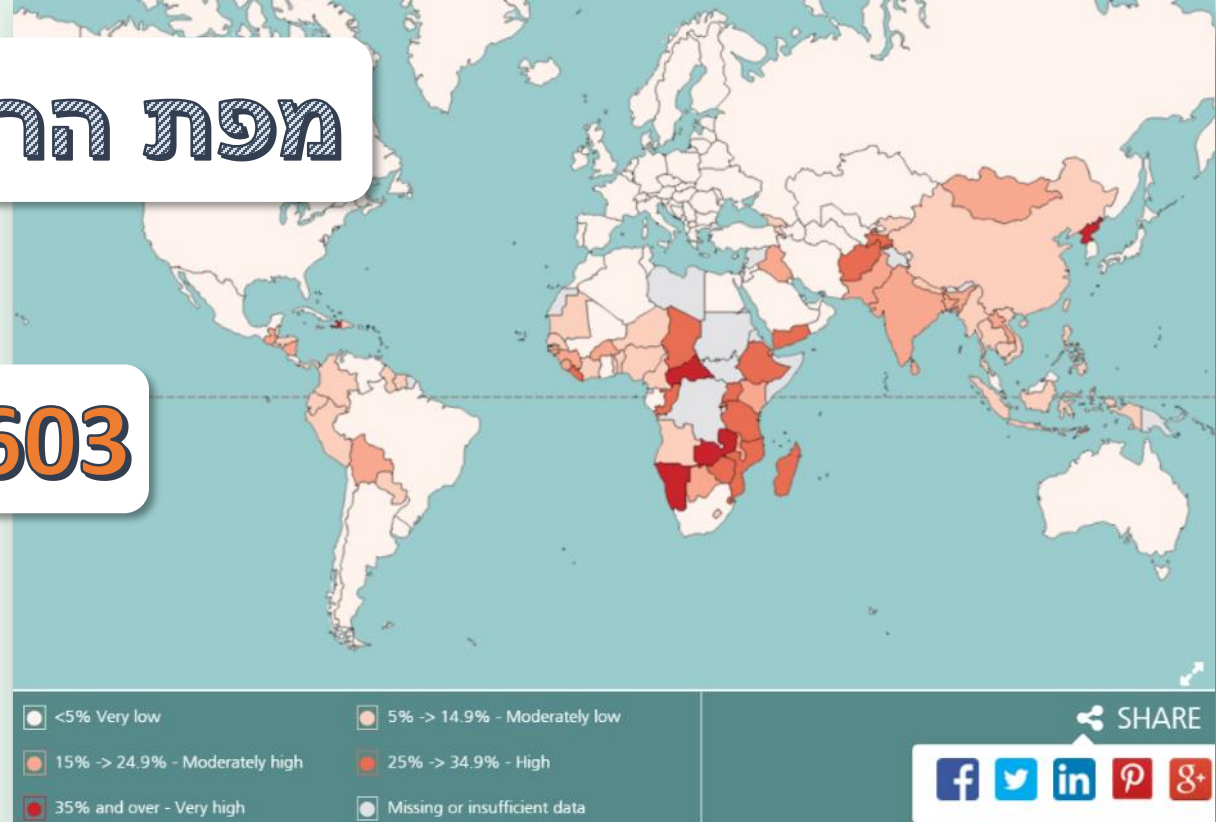 מפת
603
<5% Very low
5% -> 14.9% - Moderately low
15% -> 24.9% - Moderately high
25% -> 34.9% - High
35% and over - Very high
Missing or insufficient data
SHARE